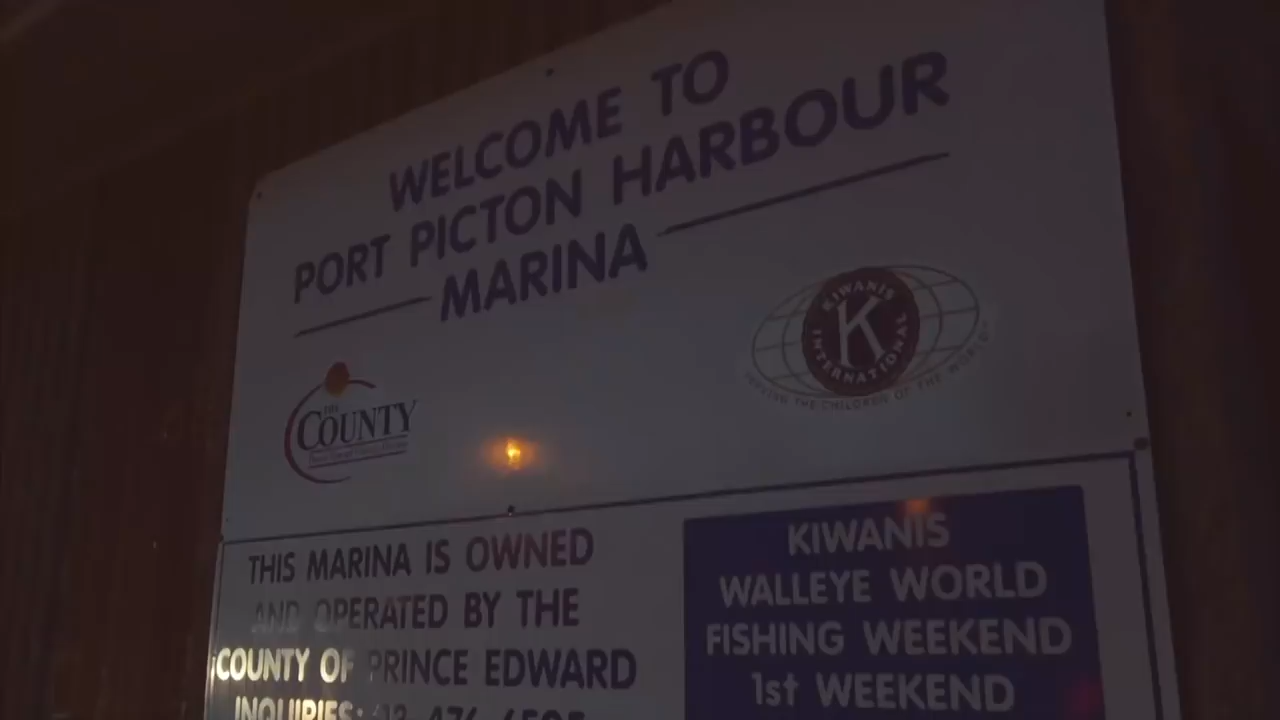 WELCOME TO
PORT PICTON HARBOUR
MARINA
THE
COUNTY
KIWANIS
INTERNATIONAL
K
SERVING THE CHILDREN OF THE WORLD
THIS MARINA IS OWNED
AND OPERATED BY THE
COUNTY OF PRINCE EDWARD
INQUIRIES:
KIWANIS
WALLEYE WORLD
FISHING WEEKEND
1st WEEKEND